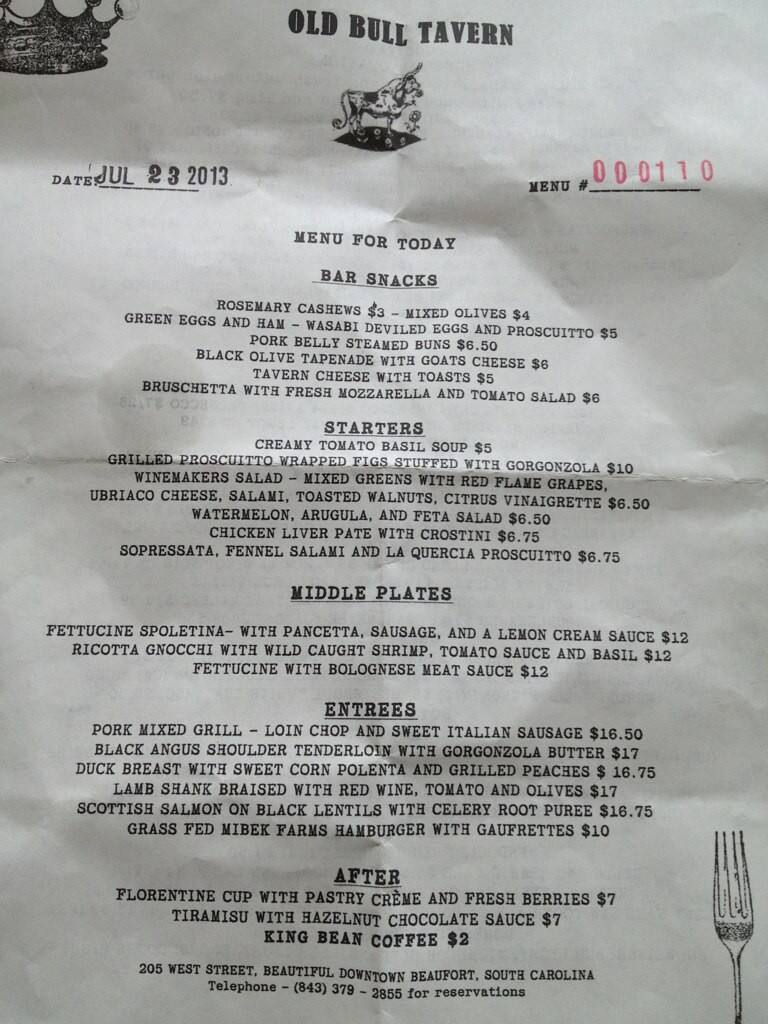 OLD BULL TAVERN
DATE: JUL 23 2013
MENU # 000110
MENU FOR TODAY
BAR SNACKS
ROSEMARY CASHEWS $3 - MIXED OLIVES $4
GREEN EGGS AND HAM - WASABI DEVILED EGGS AND PROSCUITTO $5
PORK BELLY STEAMED BUNS $6.50
BLACK OLIVE TAPENADE WITH GOATS CHEESE $6
TAVERN CHEESE WITH TOASTS $5
BRUSCHETTA WITH FRESH MOZZARELLA AND TOMATO SALAD $6
STARTERS
CREAMY TOMATO BASIL SOUP $5
GRILLED PROSCUITTO WRAPPED FIGS STUFFED WITH GORGONZOLA $10
WINEMAKERS SALAD - MIXED GREENS WITH RED FLAME GRAPES,
UBRIACO CHEESE, SALAMI, TOASTED WALNUTS, CITRUS VINAIGRETTE $6.50
WATERMELON, ARUGULA, AND FETA SALAD $6.50
CHICKEN LIVER PATE WITH CROSTINI $6.75
SOPRESSATA, FENNEL SALAMI AND LA QUERCIA PROSCUITTO $6.75
MIDDLE PLATES
FETTUCINE SPOLETINA- WITH PANCETTA, SAUSAGE, AND A LEMON CREAM SAUCE $12
RICOTTA GNOCCHI WITH WILD CAUGHT SHRIMP, TOMATO SAUCE AND BASIL $12
FETTUCINE WITH BOLOGNESE MEAT SAUCE $12
ENTREES
PORK MIXED GRILL - LOIN CHOP AND SWEET ITALIAN SAUSAGE $16.50
BLACK ANGUS SHOULDER TENDERLOIN WITH GORGONZOLA BUTTER $17
DUCK BREAST WITH SWEET CORN POLENTA AND GRILLED PEACHES $ 16.75
LAMB SHANK BRAISED WITH RED WINE, TOMATO AND OLIVES $17
SCOTTISH SALMON ON BLACK LENTILS WITH CELERY ROOT PUREE $16.75
GRASS FED MIBEK FARMS HAMBURGER WITH GAUFRETTES $10
AFTER
FLORENTINE CUP WITH PASTRY CRÈME AND FRESH BERRIES $7
TIRAMISU WITH HAZELNUT CHOCOLATE SAUCE $7
KING BEAN COFFEE $2
205 WEST STREET, BEAUTIFUL DOWNTOWN BEAUFORT, SOUTH CAROLINA
Telephone - (843) 379 - 2855 for reservations